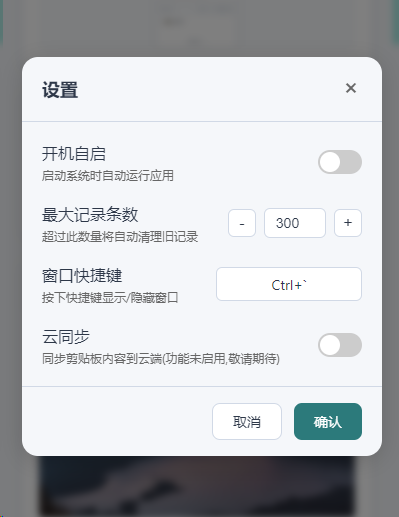 设置
×
开机自启
启动系统时自动运行应用
最大记录条数
超过此数量将自动清理旧记录
- 300 +
窗口快捷键
按下快捷键显示/隐藏窗口
Ctrl+`
云同步
同步剪贴板内容到云端(功能未启用,敬请期待)
取消 确认